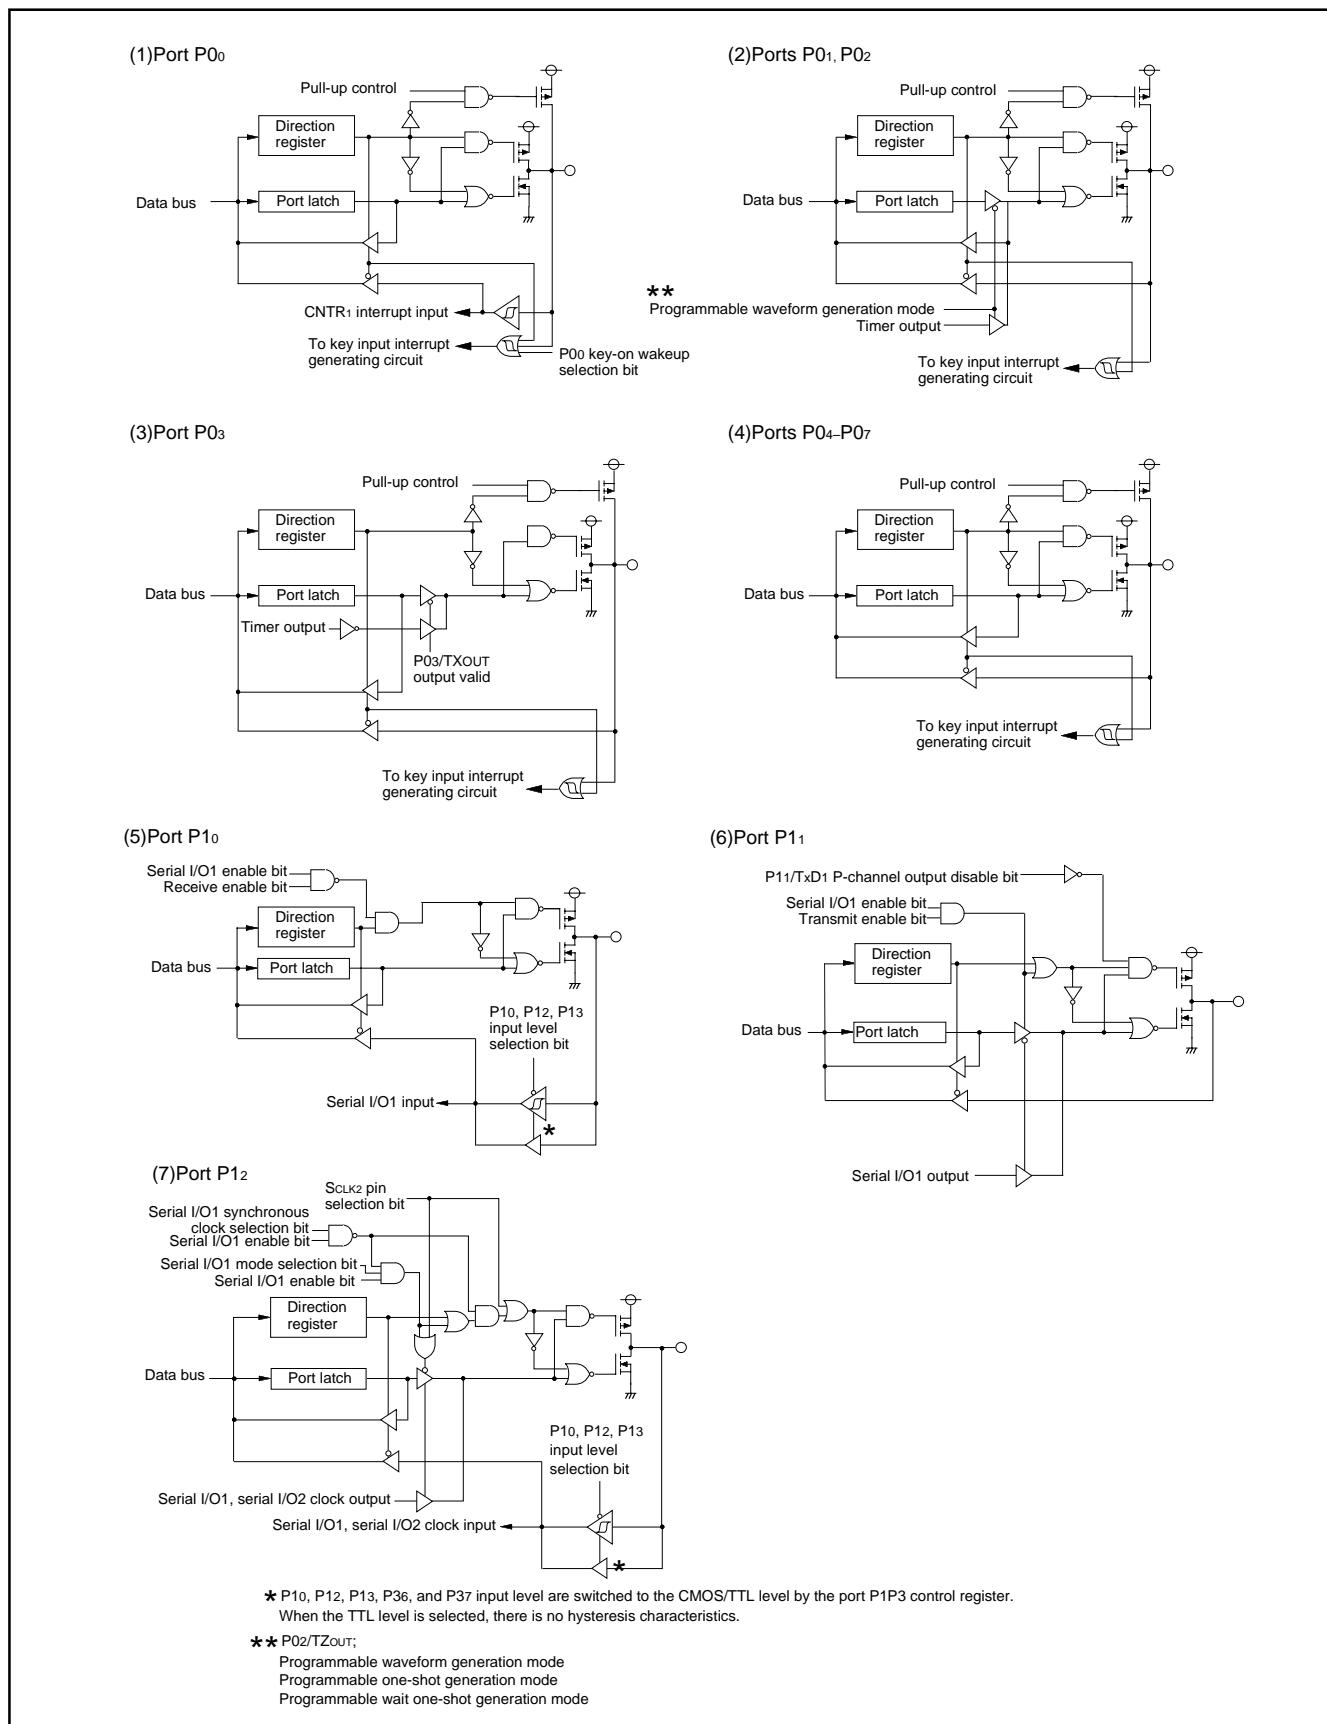 (1)Port P00
Pull-up control
Direction
register
Data bus
Port latch
CNTR1 interrupt input
To key input interrupt
generating circuit
P00 key-on wakeup
selection bit
(2)Ports P01, P02
Pull-up control
Direction
register
Data bus
Port latch
**
Programmable waveform generation mode
Timer output
To key input interrupt
generating circuit
(3)Port P03
Pull-up control
Direction
register
Data bus
Port latch
Timer output
P03/TXOUT
output valid
To key input interrupt
generating circuit
(4)Ports P04–P07
Pull-up control
Direction
register
Data bus
Port latch
To key input interrupt
generating circuit
(5)Port P10
Serial I/O1 enable bit
Receive enable bit
Direction
register
Data bus
Port latch
P10, P12, P13
input level
selection bit
Serial I/O1 input
*
(6)Port P11
P11/TxD1 P-channel output disable bit
Serial I/O1 enable bit
Transmit enable bit
Direction
register
Data bus
Port latch
Serial I/O1 output
(7)Port P12
SCLK2 pin
selection bit
Serial I/O1 synchronous
clock selection bit
Serial I/O1 enable bit
Serial I/O1 mode selection bit
Serial I/O1 enable bit
Direction
register
Data bus
Port latch
P10, P12, P13
input level
selection bit
Serial I/O1, serial I/O2 clock output
Serial I/O1, serial I/O2 clock input
*
* P10, P12, P13, P36, and P37 input level are switched to the CMOS/TTL level by the port P1P3 control register.
When the TTL level is selected, there is no hysteresis characteristics.
** P02/TZOUT;
Programmable waveform generation mode
Programmable one-shot generation mode
Programmable wait one-shot generation mode